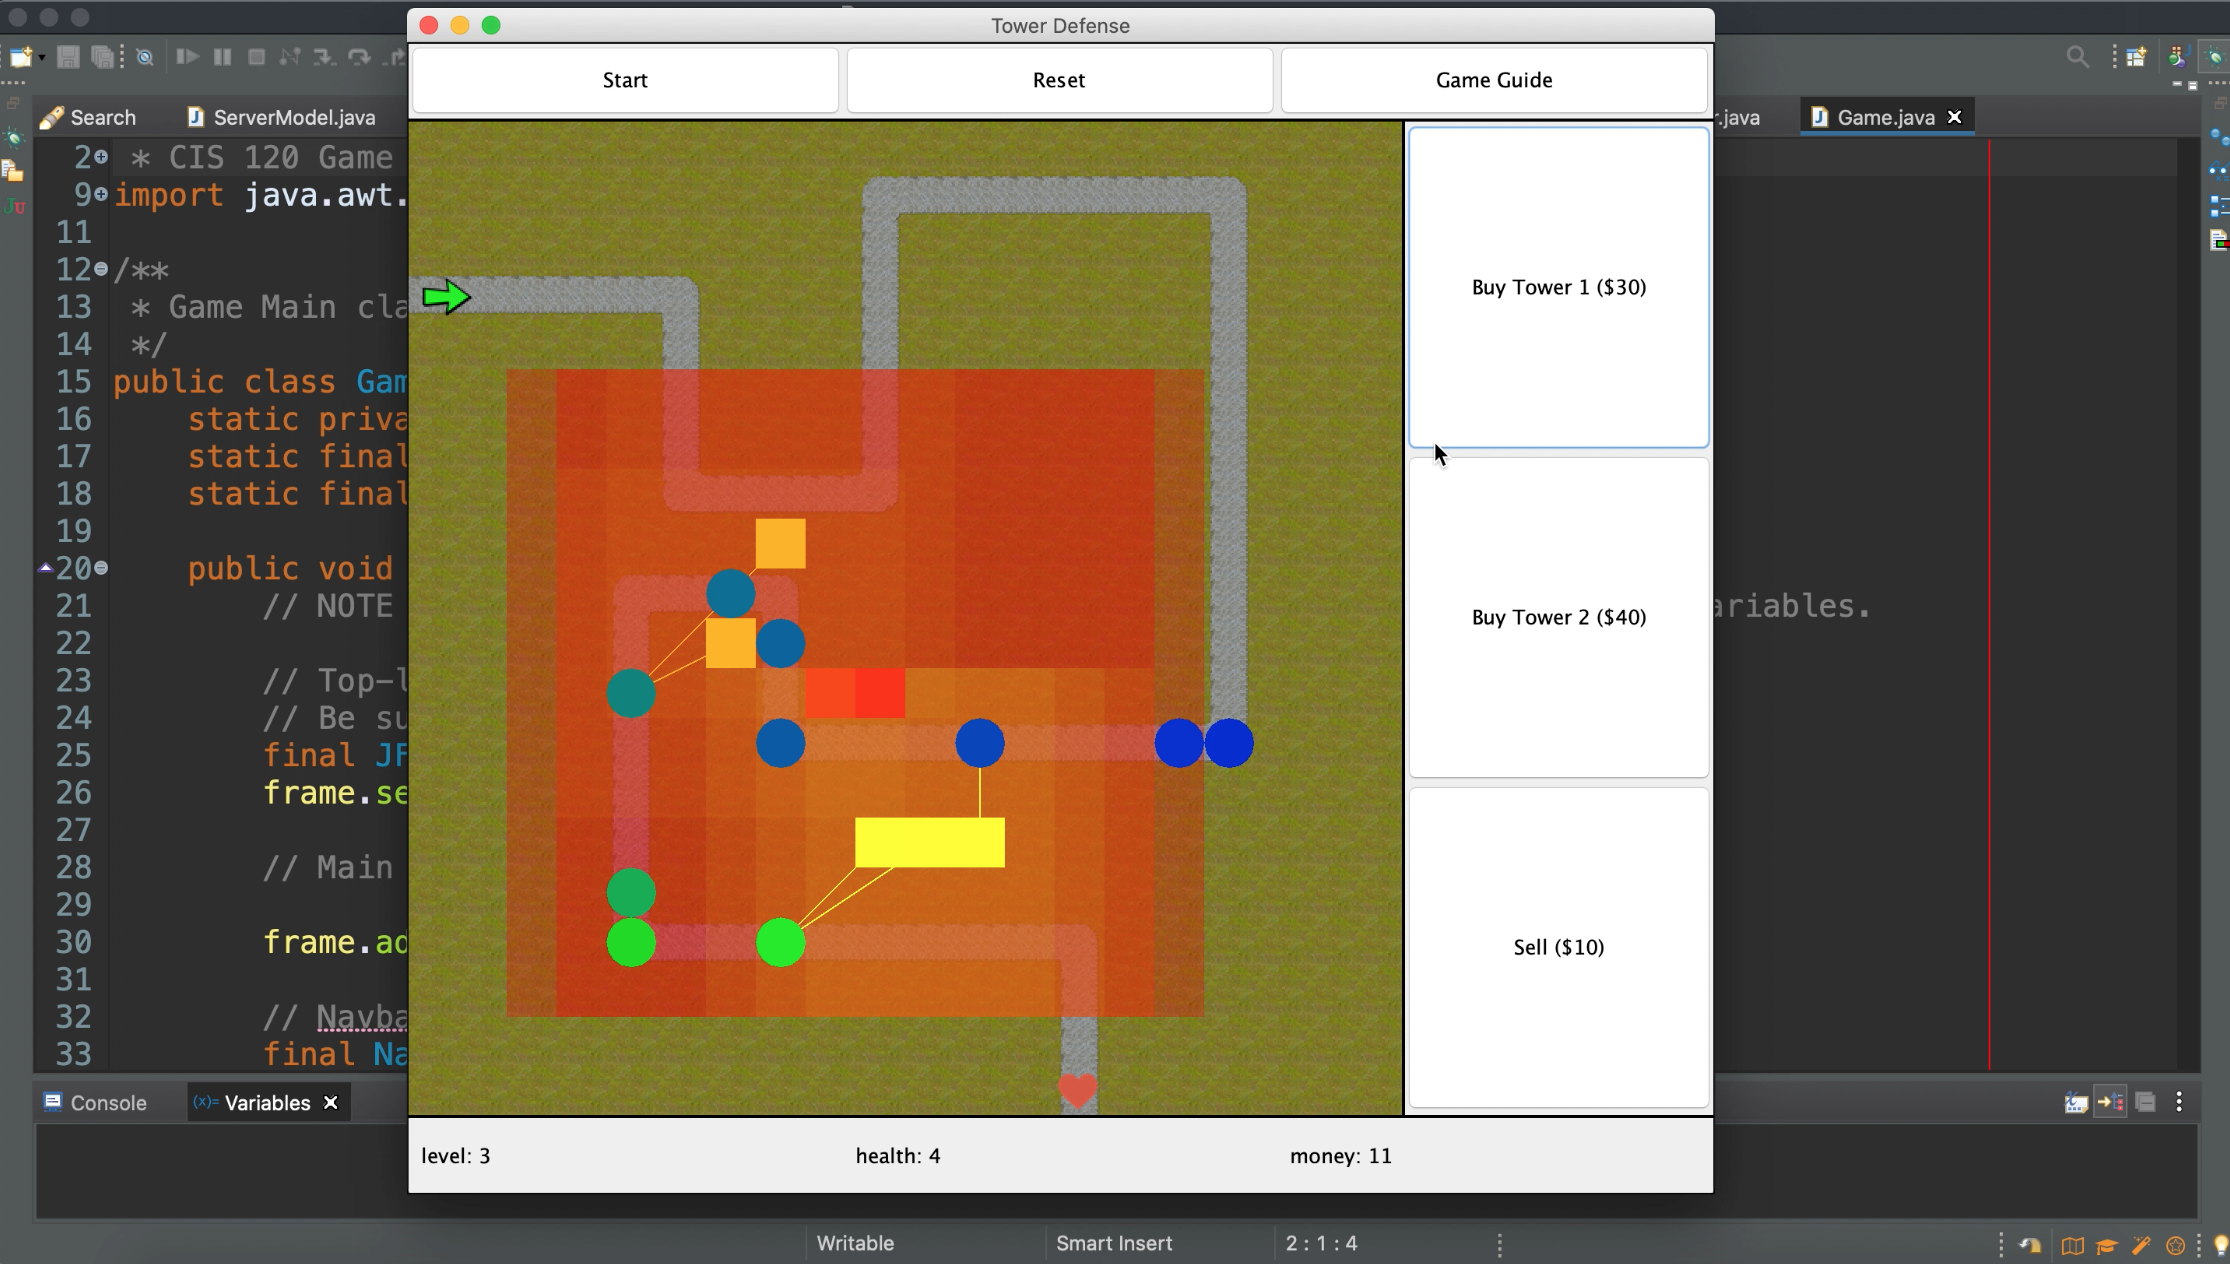 Tower Defense
Start
Reset
Game Guide
Search
ServerModel.java
.java
Game.java
2 * CIS 120 Game
9 import java.awt.
11
12 /**
13 * Game Main cla
14 */
15 public class Gam
16 static priva
17 static final
18 static final
19
20 public void
21 // NOTE ariables.
22
23 // Top-l
24 // Be su
25 final JF
26 frame.se
27
28 // Main
29
30 frame.ad
31
32 // Navba
33 final Na
Buy Tower 1 ($30)
Buy Tower 2 ($40)
Sell ($10)
Console
(x)= Variables
level: 3
health: 4
money: 11
Writable
Smart Insert
2 : 1 : 4